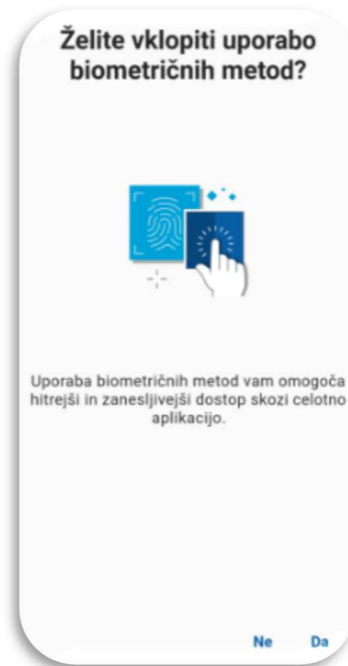 Želite vklopiti uporabo
biometričnih metod?
Uporaba biometričnih metod vam omogoča
hitrejši in zanesljivejši dostop skozi celotno
aplikacijo.
Ne Da